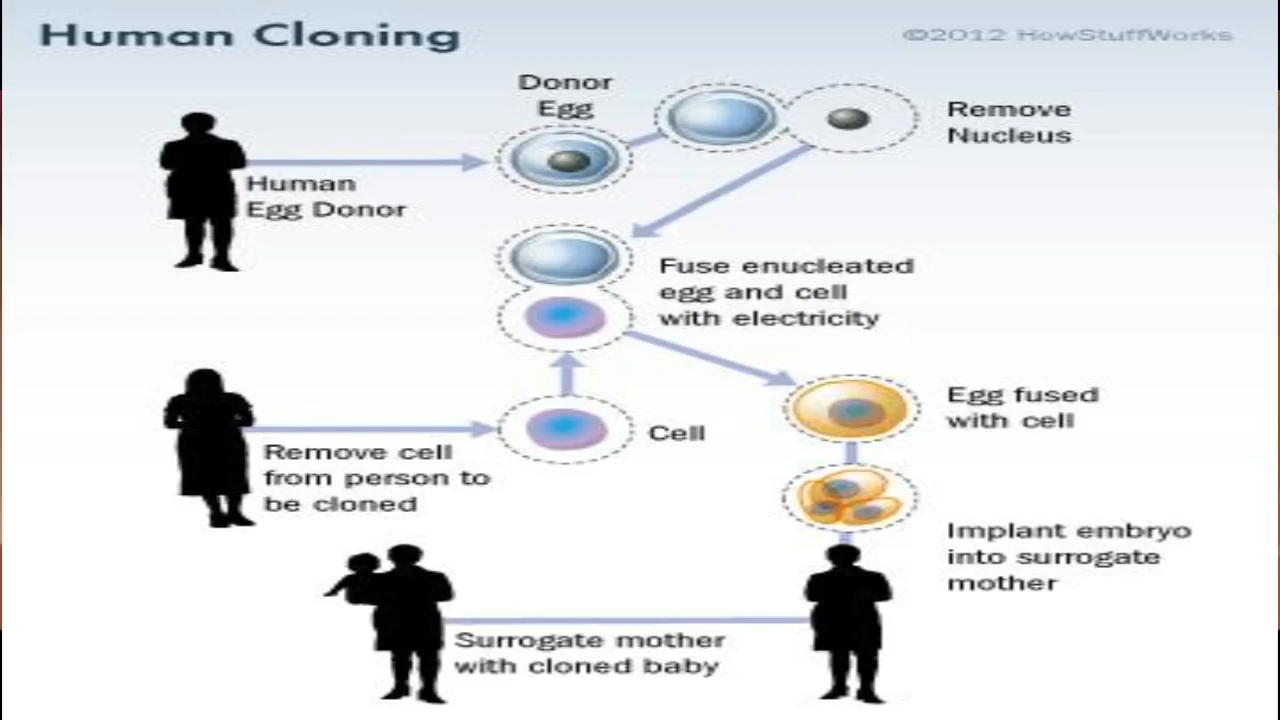 Human Cloning
©2012 HowStuffWorks
Donor
Egg
Remove
Nucleus
Human
Egg Donor
Fuse enucleated
egg and cell
with electricity
Egg fused
with cell
Cell
Remove cell
from person to
be cloned
Implant embryo
into surrogate
mother
Surrogate mother
with cloned baby